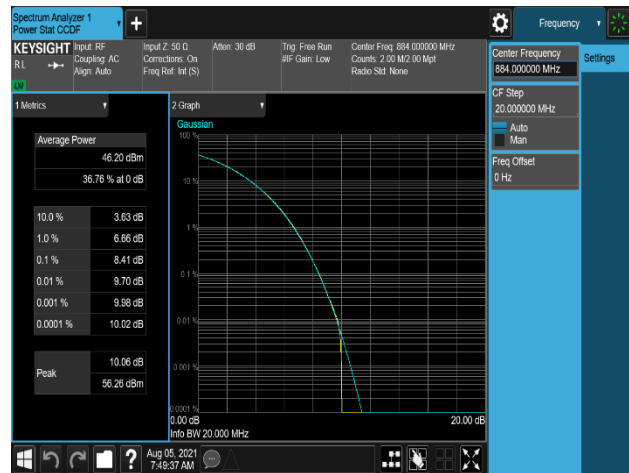 Spectrum Analyzer 1
Power Stat CCDF
Frequency
KEYSIGHT
RL
Input: RF
Coupling: AC
Align: Auto
Input Z: 50 Ω
Corrections: On
Freq Ref: Int (S)
Atten: 30 dB
Trig: Free Run
#IF Gain: Low
Center Freq: 884.000000 MHz
Counts: 2.00 M/2.00 Mpt
Radio Std: None
Center Frequency
884.000000 MHz
Settings
CF Step
20.000000 MHz
Auto
Man
Freq Offset
0 Hz
1 Metrics
Average Power
46.20 dBm
36.76 % at 0 dB
10.0 % 3.63 dB
1.0 % 6.66 dB
0.1 % 8.41 dB
0.01 % 9.70 dB
0.001 % 9.98 dB
0.0001 % 10.02 dB
Peak
10.06 dB
56.26 dBm
2 Graph
Gaussian
100 %
10 %
1 %
0.1 %
0.01 %
0.001 %
0.0001 %
0.00 dB 20.00 dB
Info BW 20.000 MHz
?
Aug 05, 2021
7:49:37 AM